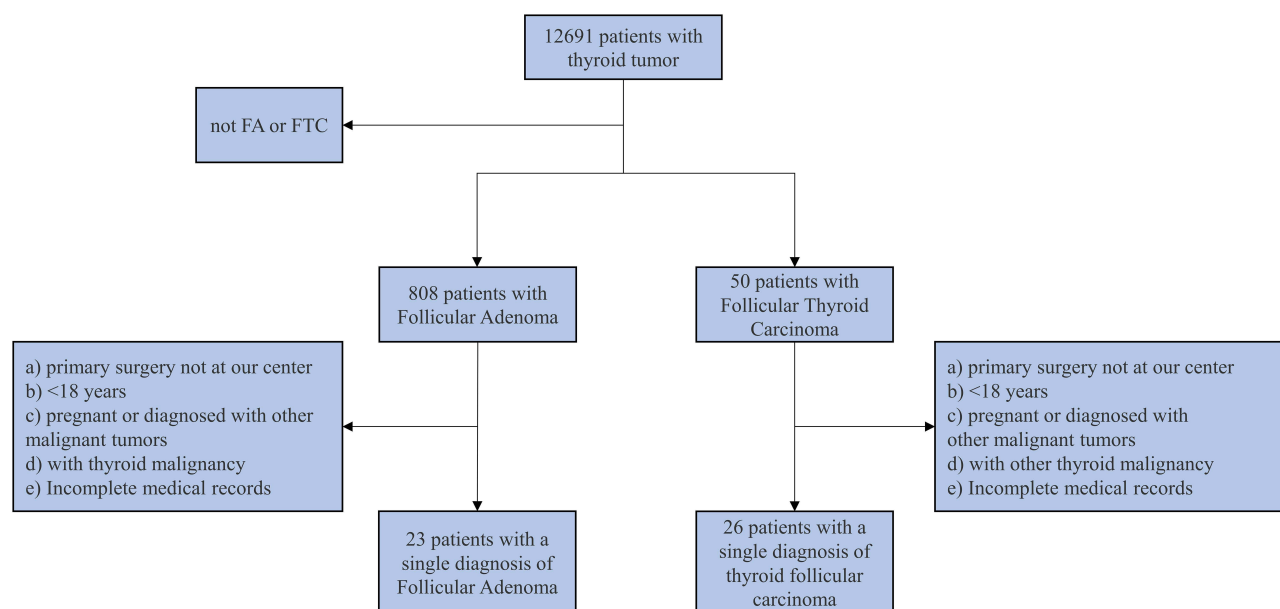 12691 patients with
thyroid tumor
not FA or FTC
808 patients with
Follicular Adenoma
50 patients with
Follicular Thyroid
Carcinoma
a) primary surgery not at our center
b) <18 years
c) pregnant or diagnosed with other
malignant tumors
d) with thyroid malignancy
e) Incomplete medical records
a) primary surgery not at our center
b) <18 years
c) pregnant or diagnosed with
other malignant tumors
d) with other thyroid malignancy
e) Incomplete medical records
23 patients with a
single diagnosis of
Follicular Adenoma
26 patients with a
single diagnosis of
thyroid follicular
carcinoma